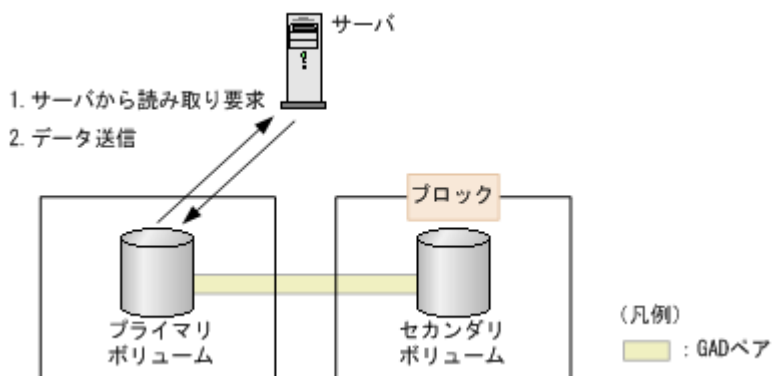 サーバ
1. サーバから読み取り要求
2. データ送信
ブロック
プライマリ
ボリューム
セカンダリ
ボリューム
(凡例)
: GADペア